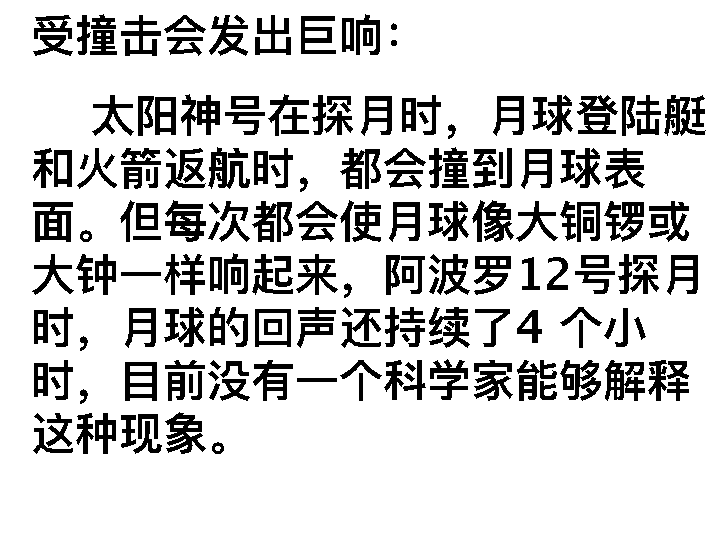 受撞击会发出巨响：
太阳神号在探月时，月球登陆艇
和火箭返航时，都会撞到月球表
面。但每次都会使月球像大铜锣或
大钟一样响起来，阿波罗12号探月
时，月球的回声还持续了4 个小
时，目前没有一个科学家能够解释
这种现象。